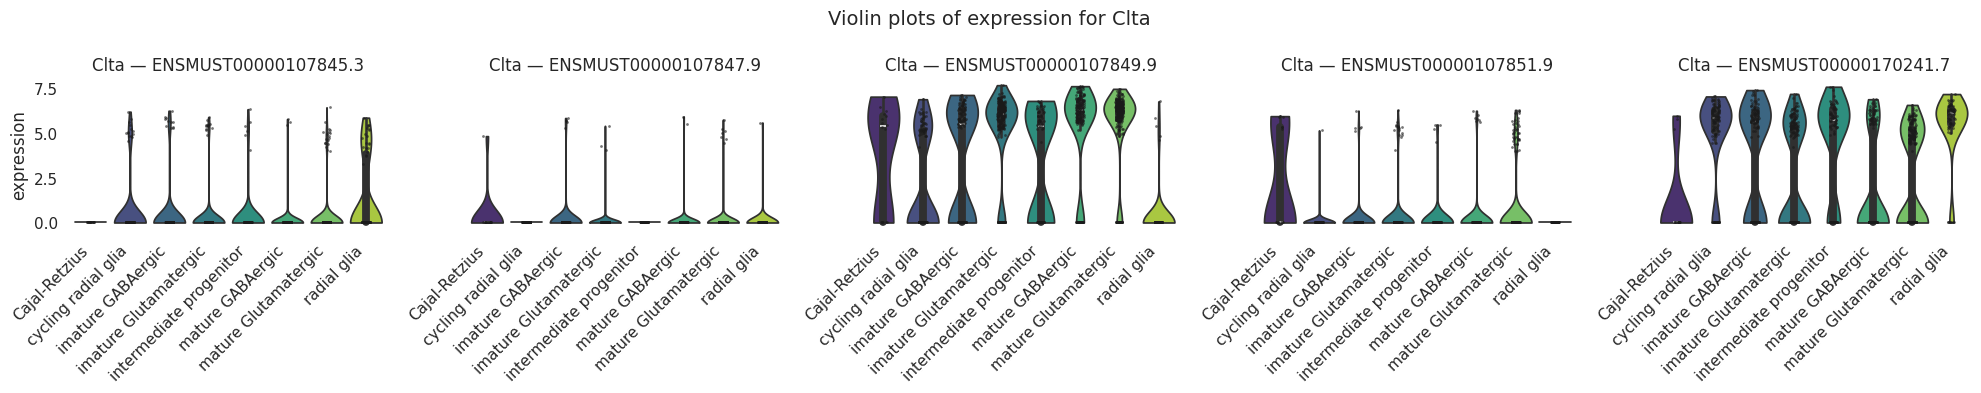 Violin plots of expression for Clta
Clta — ENSMUST00000107845.3
Clta — ENSMUST00000107847.9
Clta — ENSMUST00000107849.9
Clta — ENSMUST00000107851.9
Clta — ENSMUST00000170241.7
expression
7.5
5.0
2.5
0.0
Cajal-Retzius
cycling radial glia
imature GABAergic
imature Glutamatergic
intermediate progenitor
mature GABAergic
mature Glutamatergic
radial glia
Cajal-Retzius
cycling radial glia
imature GABAergic
imature Glutamatergic
intermediate progenitor
mature GABAergic
mature Glutamatergic
radial glia
Cajal-Retzius
cycling radial glia
imature GABAergic
imature Glutamatergic
intermediate progenitor
mature GABAergic
mature Glutamatergic
radial glia
Cajal-Retzius
cycling radial glia
imature GABAergic
imature Glutamatergic
intermediate progenitor
mature GABAergic
mature Glutamatergic
radial glia
Cajal-Retzius
cycling radial glia
imature GABAergic
imature Glutamatergic
intermediate progenitor
mature GABAergic
mature Glutamatergic
radial glia